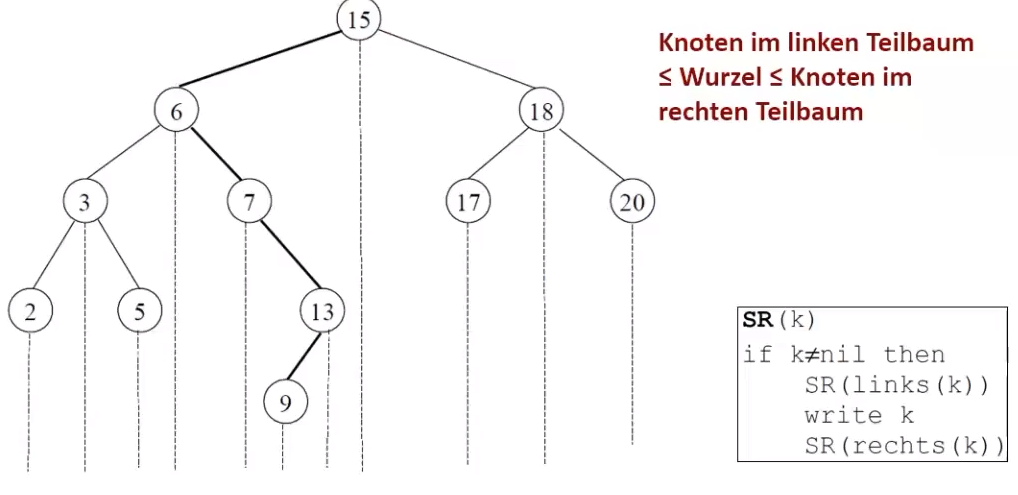 15
Knoten im linken Teilbaum
≤ Wurzel ≤ Knoten im
rechten Teilbaum
6
18
3
7
17
20
2
5
13
9
SR(k)
if k≠nil then
SR(links(k))
write k
SR(rechts(k))